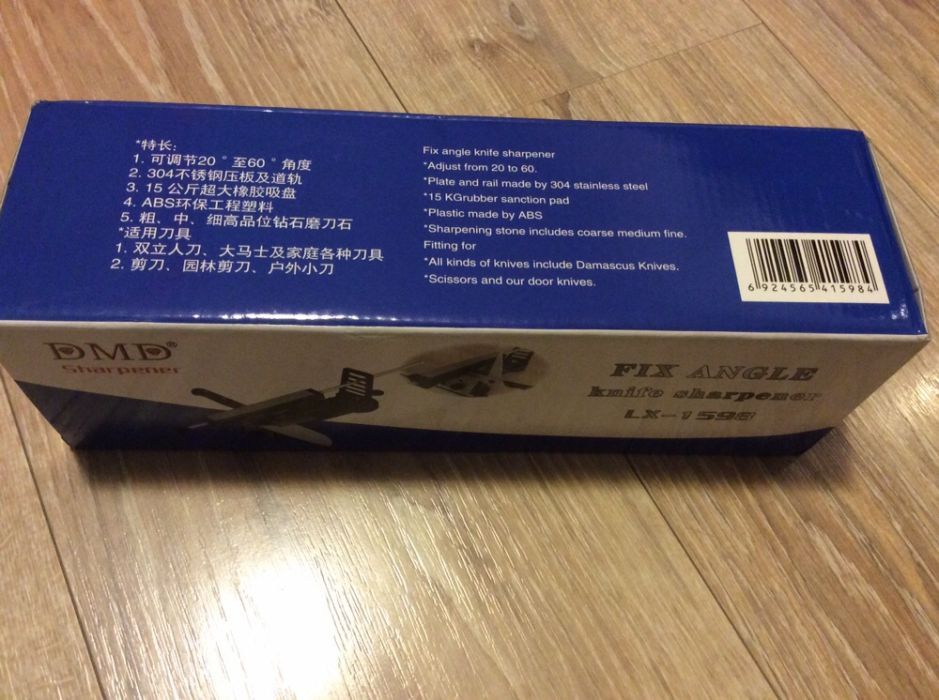 *特长:
1. 可调节20°至60°角度
2. 304不锈钢压板及道轨
3. 15公斤超大橡胶吸盘
4. ABS环保工程塑料
5. 粗、中、细高品位钻石磨刀石
*适用刀具
1. 双立人刀、大马士及家庭各种刀具
2. 剪刀、园林剪刀、户外小刀
Fix angle knife sharpener
*Adjust from 20 to 60.
*Plate and rail made by 304 stainless steel
*15 KGrubber sanction pad
*Plastic made by ABS
*Sharpening stone includes coarse medium fine.
Fitting for
*All kinds of knives include Damascus Knives.
*Scissors and our door knives.
6 924565 415984
DMD®
Sharpener
FIX ANGLE
knife sharpener
LX-1598